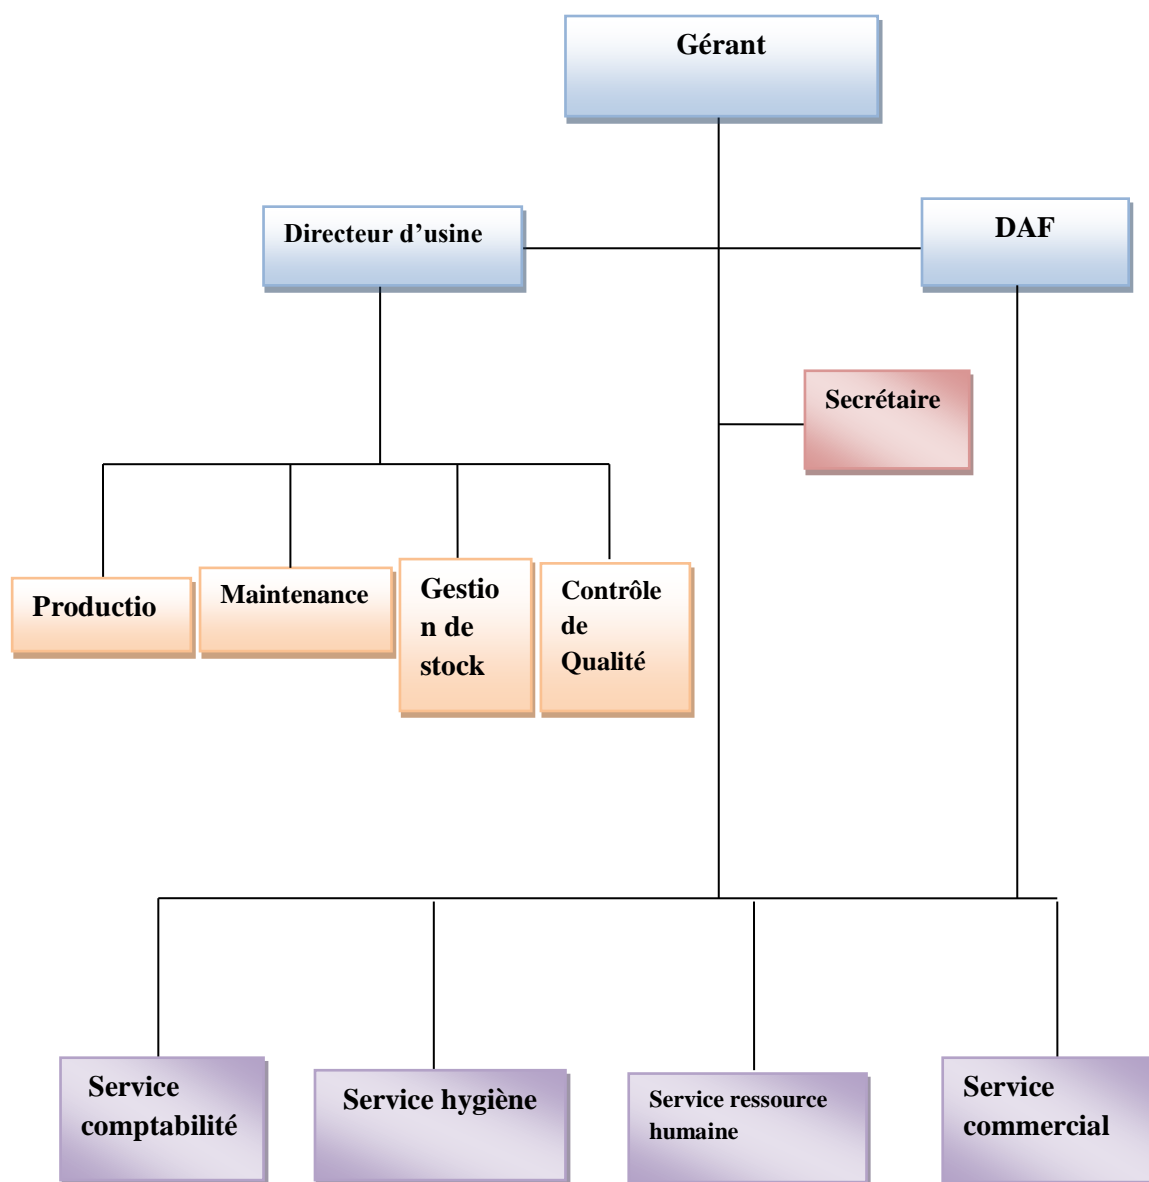 Gérant
Directeur d’usine
DAF
Secrétaire
Productio
Maintenance
Gestio
n de
stock
Contrôle
de
Qualité
Service
comptabilité
Service hygiène
Service ressource
humaine
Service
commercial